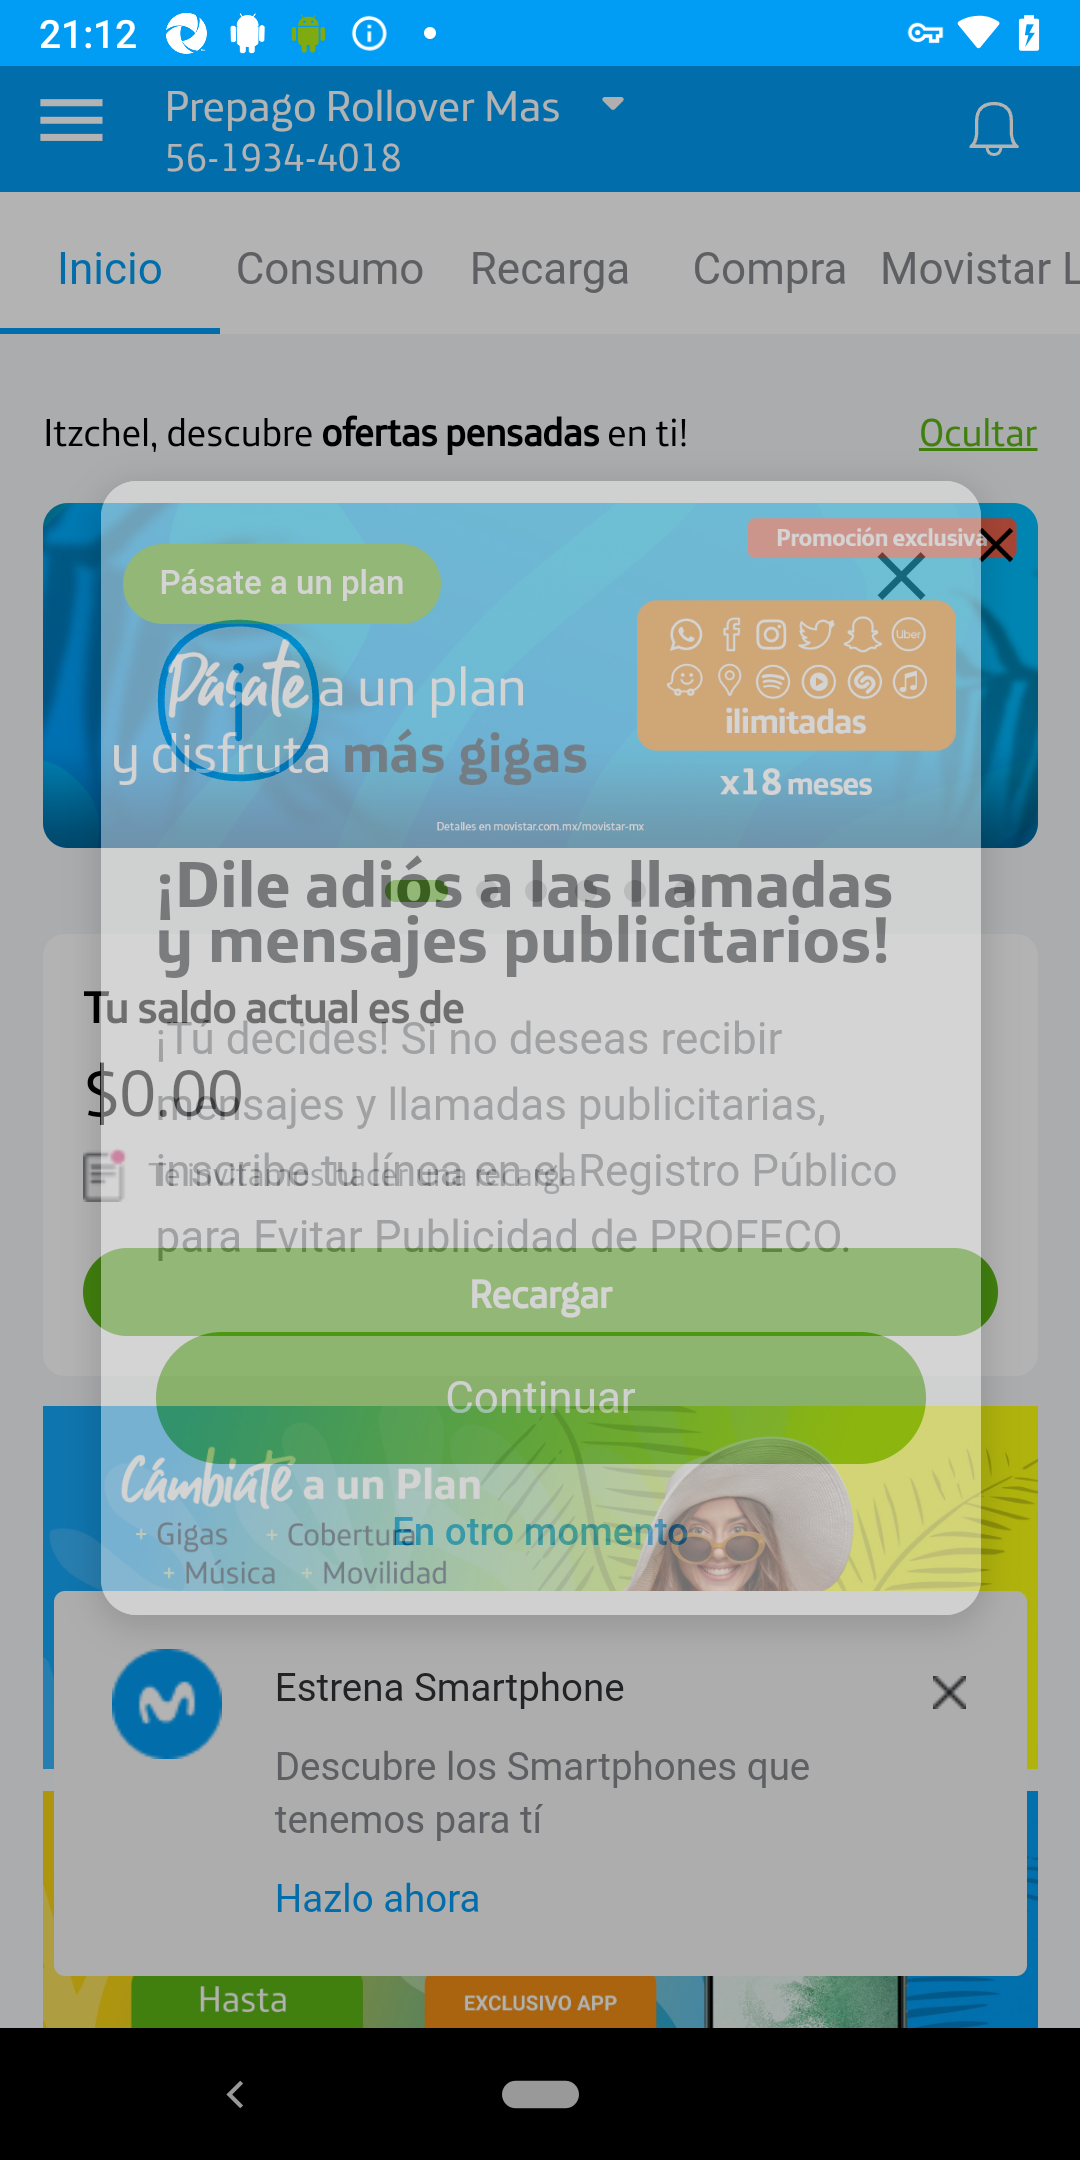 21:12
Prepago Rollover Mas
56-1934-4018
Inicio Consumo Recarga Compra Movistar L
Itzchel, descubre ofertas pensadas en ti! Ocultar
Promoción exclusiva
Pásate a un plan
Uber
Pásate a un plan
y disfruta más gigas
ilimitadas
x18 meses
Detalles en movistar.com.mx/movistar-mx
¡Dile adiós a las llamadas
y mensajes publicitarios!
Tu saldo actual es de
$0.00
¡Tú decides! Si no deseas recibir
mensajes y llamadas publicitarias,
inscribe tu línea en el Registro Público
para Evitar Publicidad de PROFECO.
Te invitamos hacer una recarga
Recargar
Continuar
Cámbiate a un Plan
+ Gigas + Cobertura
+ Música + Movilidad
En otro momento
Estrena Smartphone
Descubre los Smartphones que
tenemos para tí
Hazlo ahora
Hasta
EXCLUSIVO APP